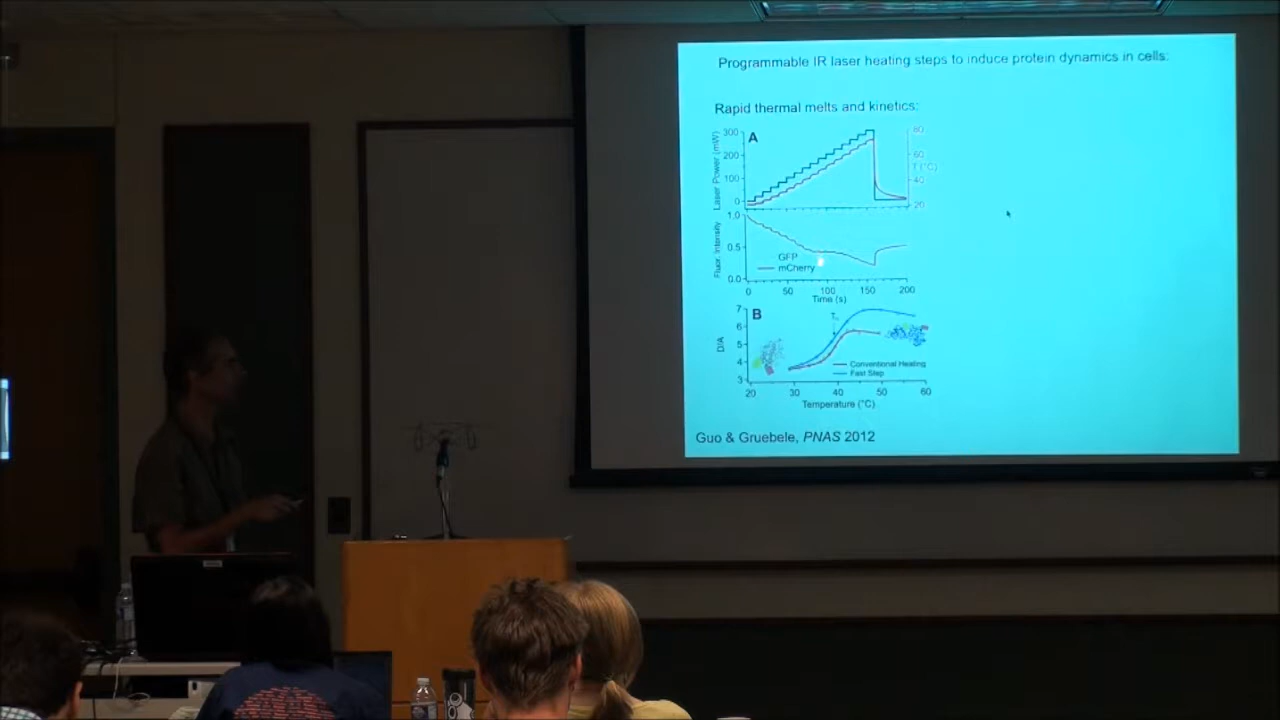 Programmable IR laser heating steps to induce protein dynamics in cells:
Rapid thermal melts and kinetics:
A
Laser Power (mW)
300
200
100
0
80
60
T (°C)
40
20
Fluor. Intensity
1.0
0.5
0.0
GFP
mCherry
0 50 100 150 200
Time (s)
B
D/A
7
6
5
4
3
Conventional Heating
Fast Step
20 30 40 50 60
Temperature (°C)
Guo & Gruebele, PNAS 2012